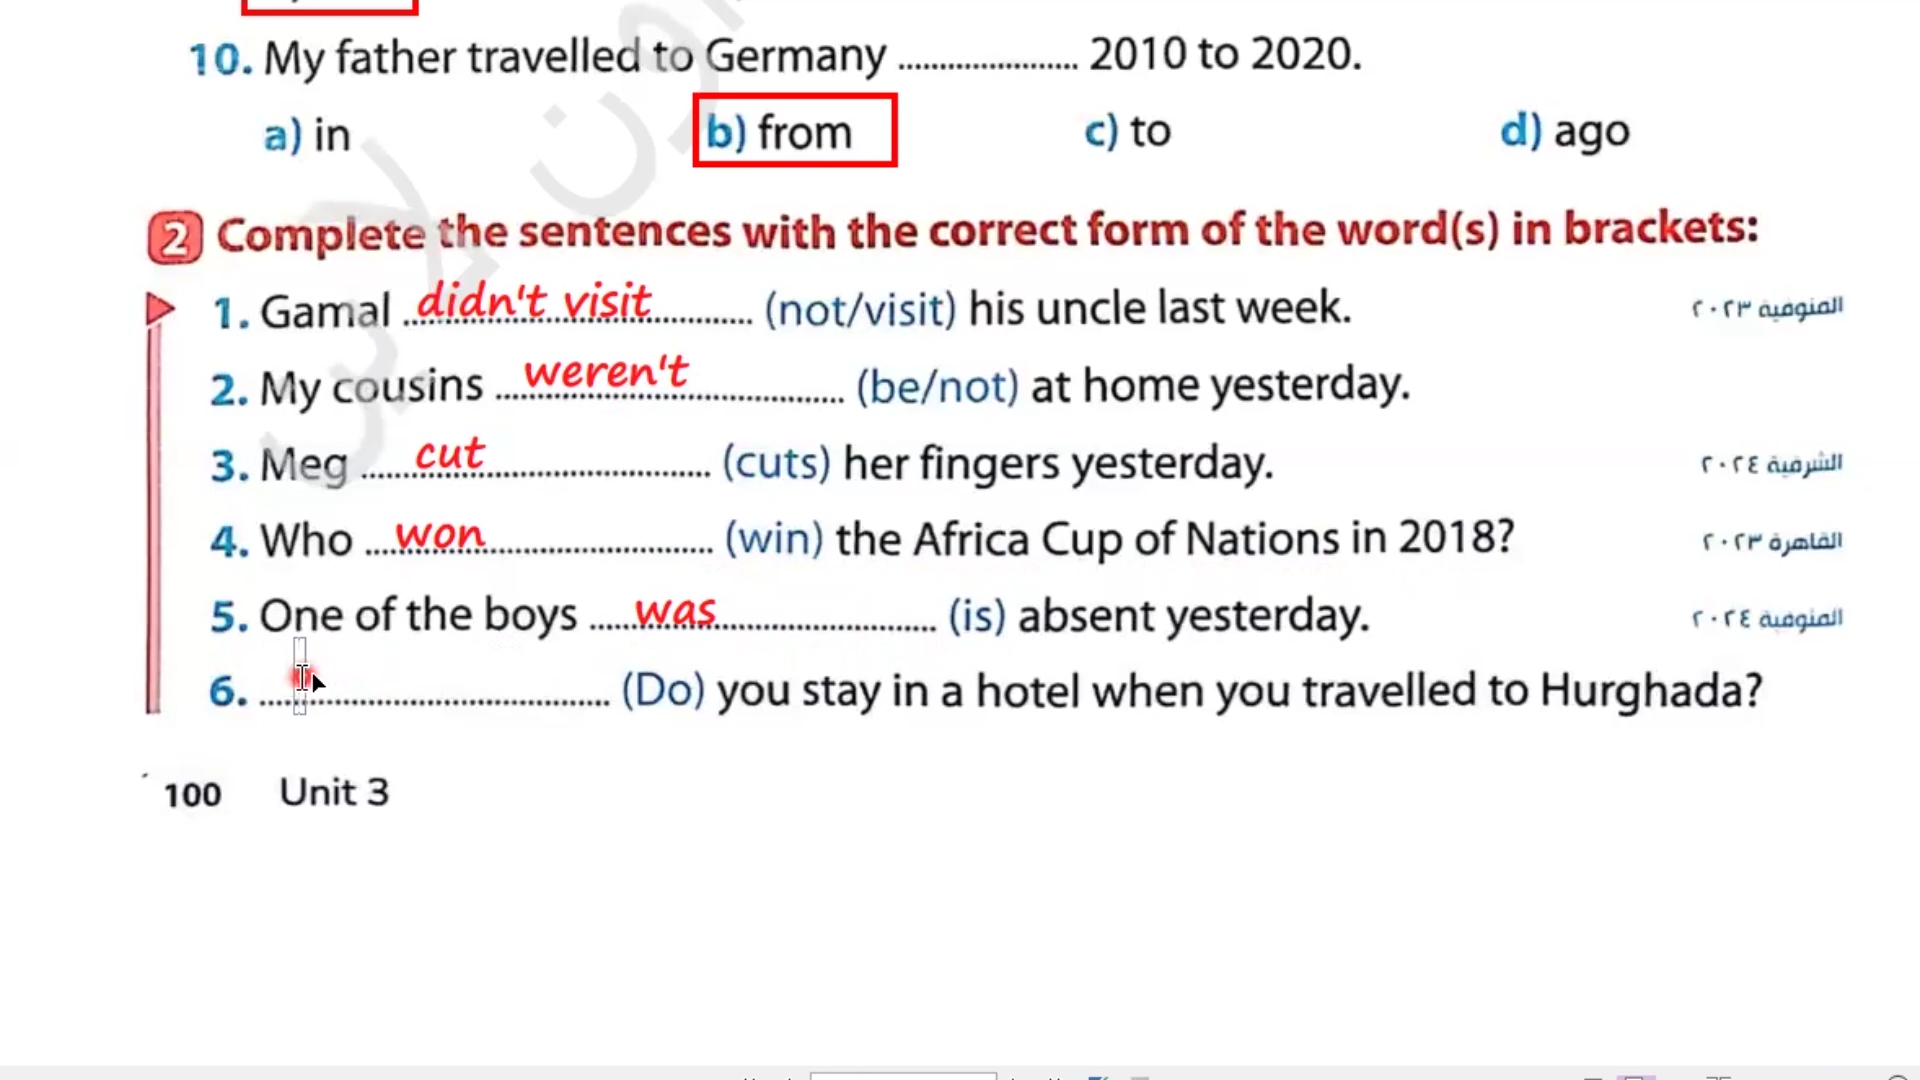 10. My father travelled to Germany .................... 2010 to 2020.
a) in b) from c) to d) ago
2 Complete the sentences with the correct form of the word(s) in brackets:
1. Gamal ...didn't visit............ (not/visit) his uncle last week. المنوفية ٢٠٢٣
2. My cousins ...weren't.................. (be/not) at home yesterday.
3. Meg ......cut......................... (cuts) her fingers yesterday. الشرقية ٢٠٢٤
4. Who ....won......................... (win) the Africa Cup of Nations in 2018? القاهرة ٢٠٢٣
5. One of the boys .....was........................ (is) absent yesterday. المنوفية ٢٠٢٤
6. ....................................... (Do) you stay in a hotel when you travelled to Hurghada?
100 Unit 3